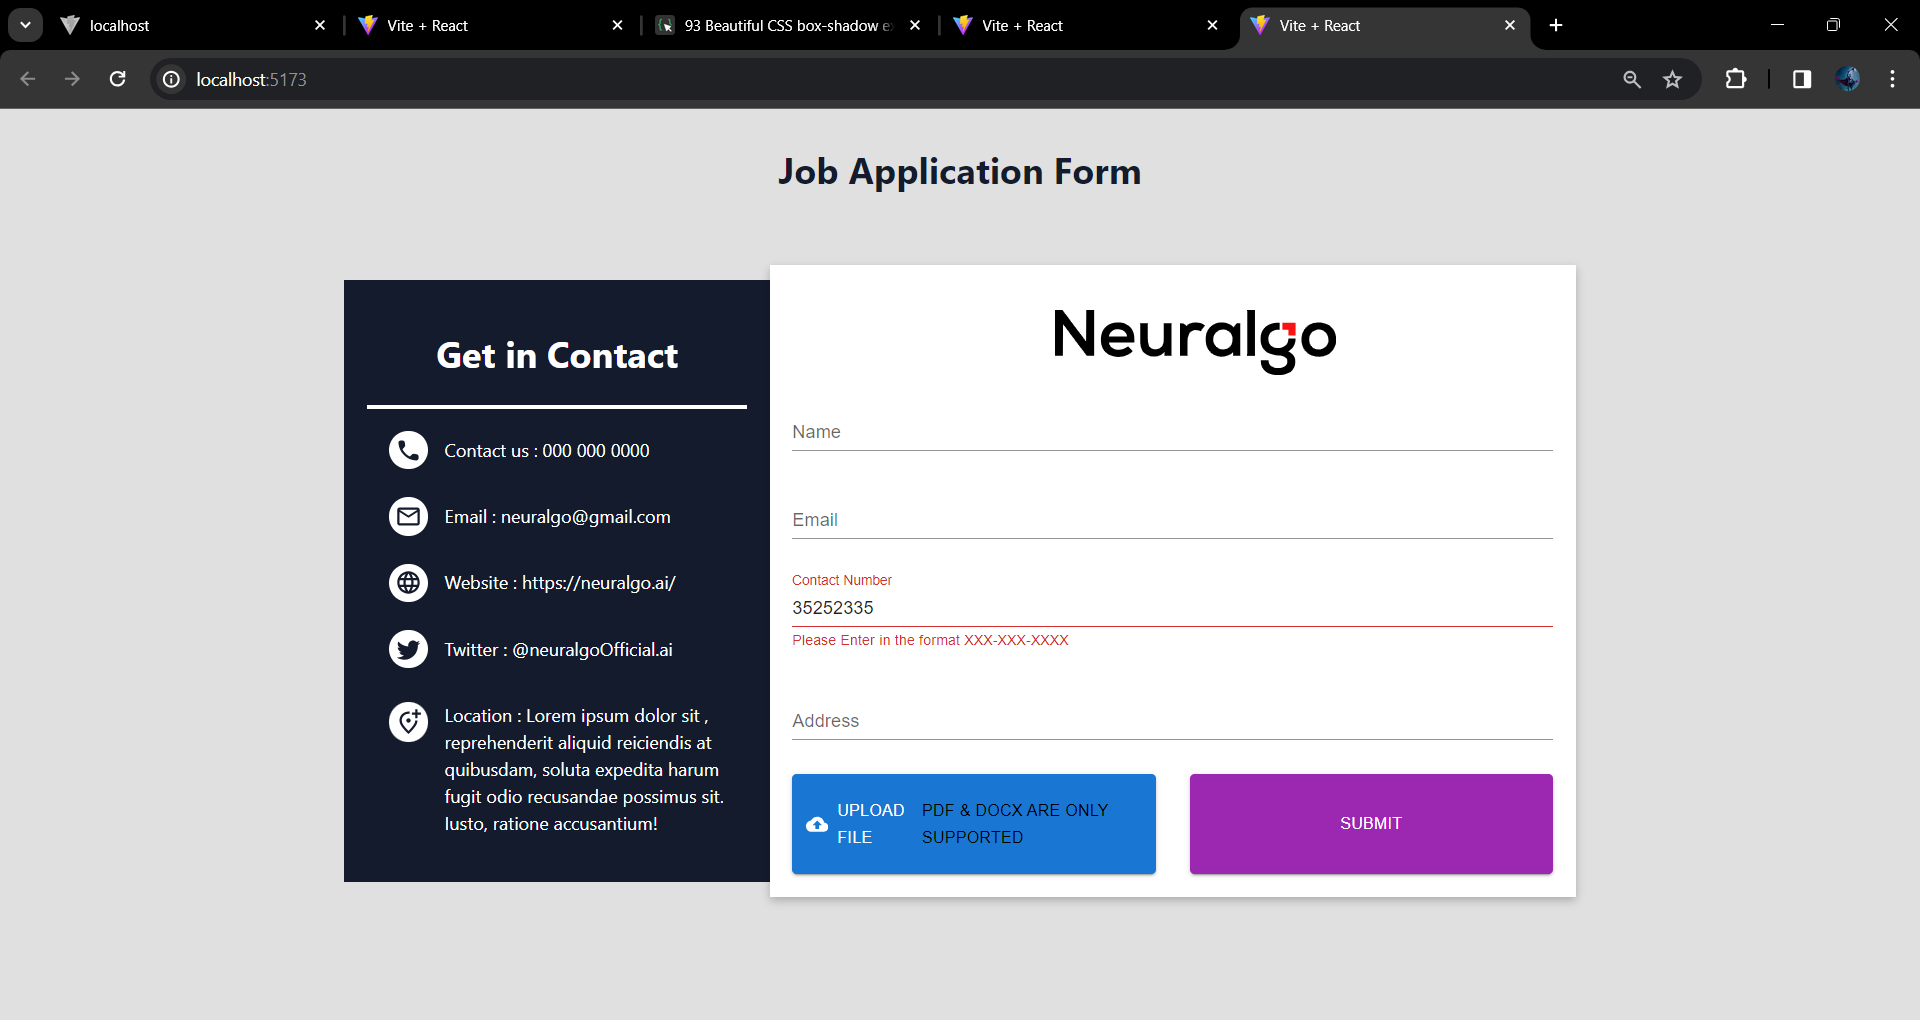 localhost
Vite + React
93 Beautiful CSS box-shadow e
Vite + React
Vite + React
localhost:5173
Job Application Form
Get in Contact
Contact us : 000 000 0000
Email : neuralgo@gmail.com
Website : https://neuralgo.ai/
Twitter : @neuralgoOfficial.ai
Location : Lorem ipsum dolor sit ,
reprehenderit aliquid reiciendis at
quibusdam, soluta expedita harum
fugit odio recusandae possimus sit.
Iusto, ratione accusantium!
Neuralgo
Name
Email
Contact Number
35252335
Please Enter in the format XXX-XXX-XXXX
Address
UPLOAD
FILE
PDF & DOCX ARE ONLY
SUPPORTED
SUBMIT